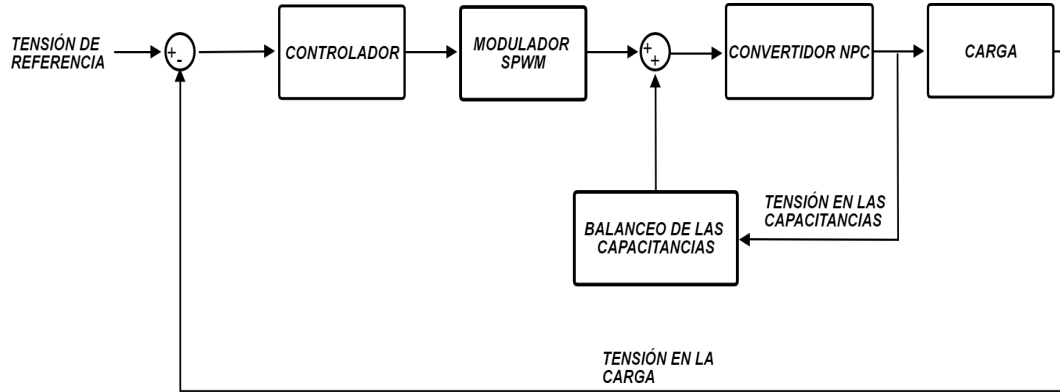 TENSIÓN DE
REFERENCIA
+
-
CONTROLADOR
MODULADOR
SPWM
+
+
CONVERTIDOR NPC
CARGA
TENSIÓN EN LAS
CAPACITANCIAS
BALANCEO DE LAS
CAPACITANCIAS
TENSIÓN EN LA
CARGA